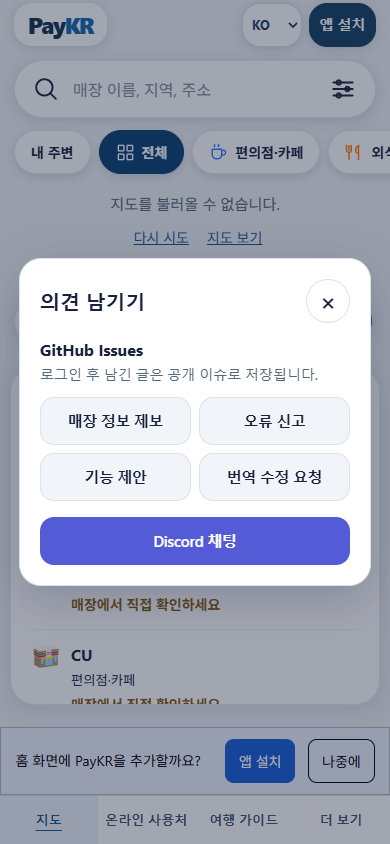 PayKR
KO
앱 설치
매장 이름, 지역, 주소
내 주변
전체
편의점·카페
외식
지도를 불러올 수 없습니다.
다시 시도 지도 보기
의견 남기기
×
GitHub Issues
로그인 후 남긴 글은 공개 이슈로 저장됩니다.
매장 정보 제보
오류 신고
기능 제안
번역 수정 요청
Discord 채팅
매장에서 직접 확인하세요
CU
편의점·카페
매장에서 직접 확인하세요
홈 화면에 PayKR을 추가할까요?
앱 설치
나중에
지도
온라인 사용처
여행 가이드
더 보기